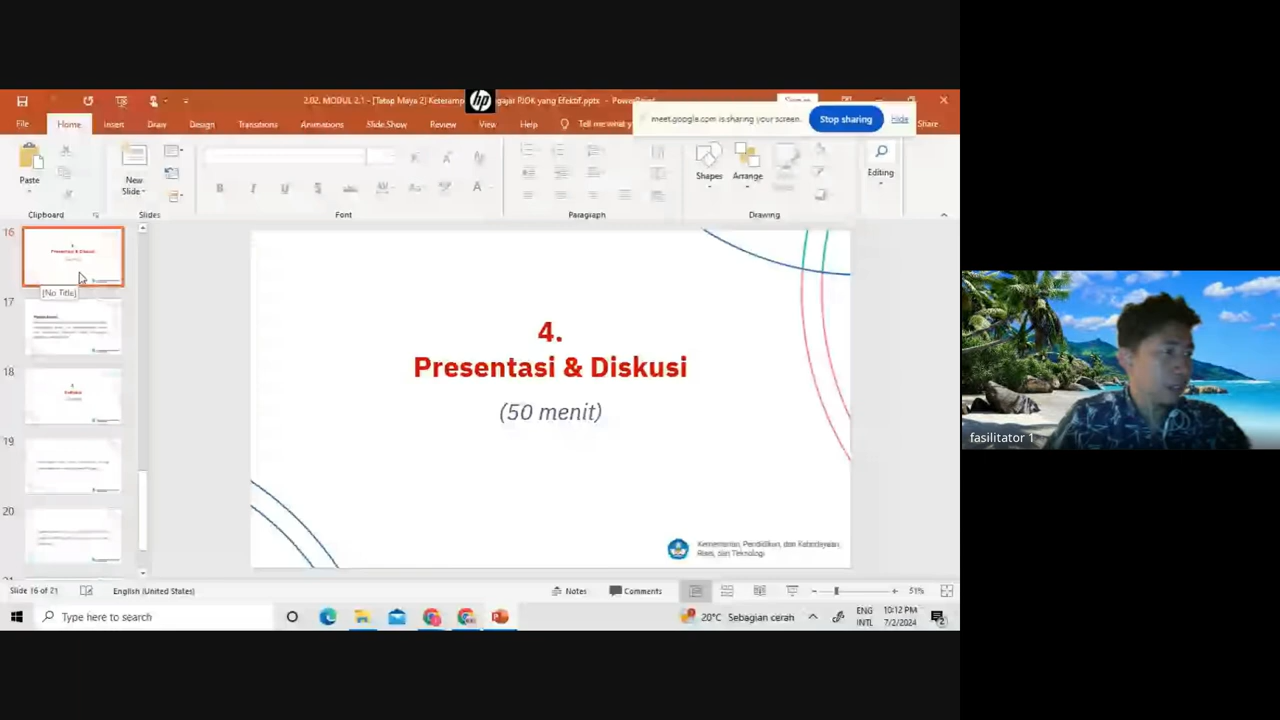 2.02. MODUL 2.1 - [Tatap Maya 2] Keteramp
gajar PJOK yang Efektif.pptx - PowerPoint
hp
File
Home
Insert
Draw
Design
Transitions
Animations
Slide Show
Review
View
Help
Tell me what y
meet.google.com is sharing your screen.
Stop sharing
Hide
Share
Paste
New
Slide
Shapes
Arrange
Editing
Clipboard
Slides
Font
Paragraph
Drawing
16
[No Title]
17
18
19
20
4.
Presentasi & Diskusi
(50 menit)
Kementerian, Pendidikan, dan Kebudayaan,
Riset, dan Teknologi
Slide 16 of 21
English (United States)
Notes
Comments
51%
Type here to search
20°C Sebagian cerah
ENG
INTL
10:12 PM
7/2/2024
fasilitator 1